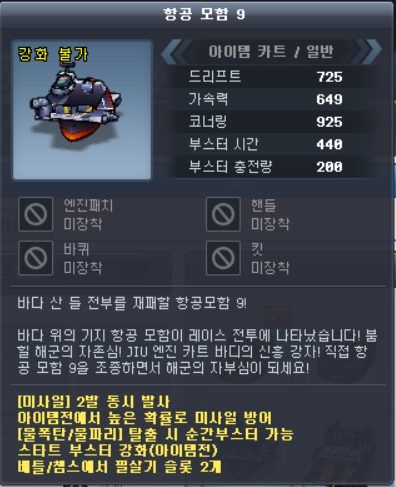 항공 모함 9
강화 불가
아이템 카트 / 일반
드리프트 725
가속력 649
코너링 925
부스터 시간 440
부스터 충전량 200
엔진패치
미장착
핸들
미장착
바퀴
미장착
킷
미장착
바다 산 들 전부를 재패할 항공모함 9!
바다 위의 기지 항공 모함이 레이스 전투에 나타났습니다! 붐
힐 해군의 자존심! JIU 엔진 카트 바디의 신흥 강자! 직접 항
공 모함 9을 조종하면서 해군의 자부심이 되세요!
[미사일] 2발 동시 발사
아이템전에서 높은 확률로 미사일 방어
[물폭탄/물파리] 탈출 시 순간부스터 가능
스타트 부스터 강화(아이템전)
배틀/챔스에서 필살기 슬롯 2개